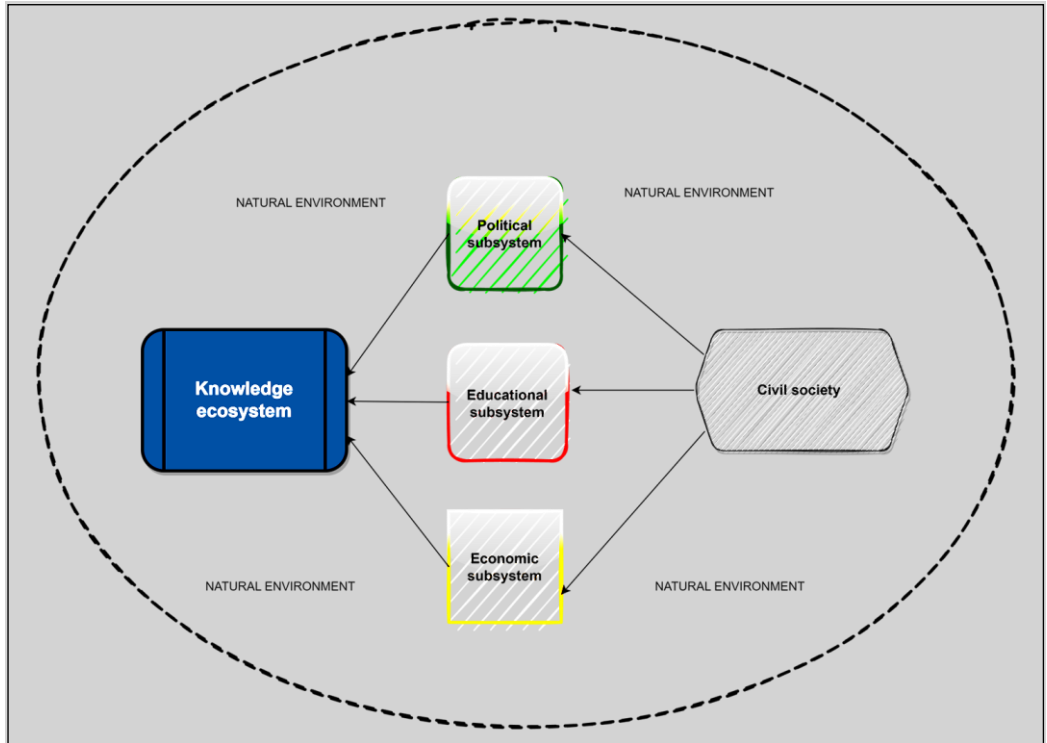 NATURAL ENVIRONMENT
NATURAL ENVIRONMENT
Political
subsystem
Knowledge
ecosystem
Educational
subsystem
Civil society
Economic
subsystem
NATURAL ENVIRONMENT
NATURAL ENVIRONMENT